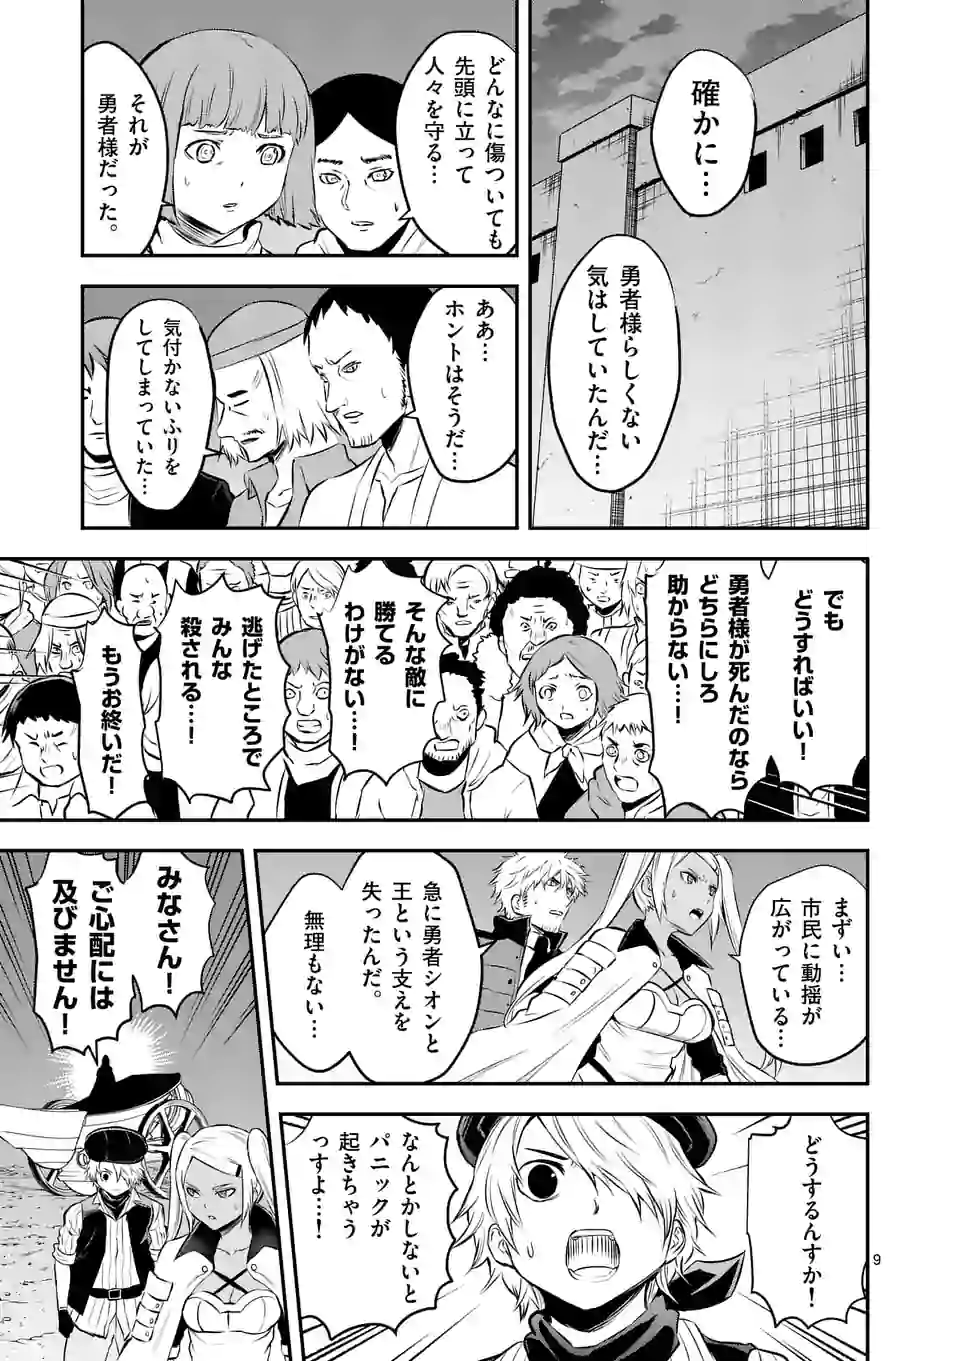 確かに…
勇者様らしくない
気はしていたんだ…
どんなに傷ついても
先頭に立って
人々を守る…
それが
勇者様だった。
ああ…
ホントはそうだ…
気付かないふりを
してしまっていた…
でも
どうすればいい！
勇者様が死んだのなら
どちらにしろ
助からない…！
そんな敵に
勝てる
わけがない…！
逃げたところで
みんな
殺される…！
もうお終いだ！
まずい…
市民に動揺が
広がっている…
急に勇者シオンと
王という支えを
失ったんだ。
無理もない…
みなさん！
ご心配には
及びません！
どうするんすか！
なんとかしないと
パニックが
起きちゃう
っすよ…！
9